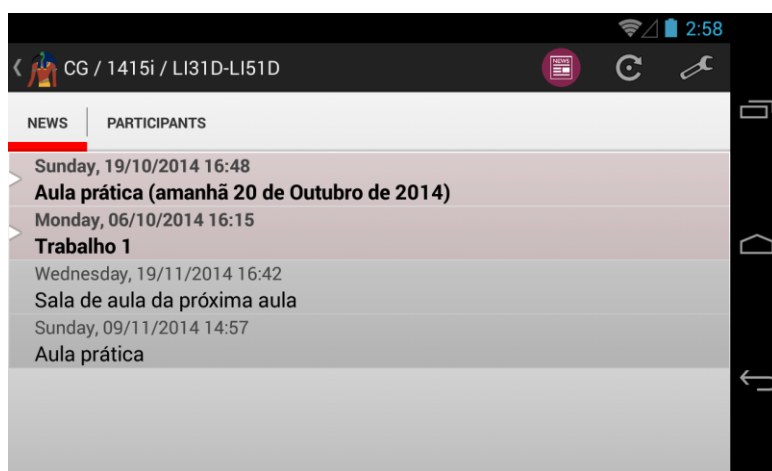 2:58
CG / 1415i / LI31D-LI51D
NEWS
NEWS PARTICIPANTS
Sunday, 19/10/2014 16:48
Aula prática (amanhã 20 de Outubro de 2014)
Monday, 06/10/2014 16:15
Trabalho 1
Wednesday, 19/11/2014 16:42
Sala de aula da próxima aula
Sunday, 09/11/2014 14:57
Aula prática